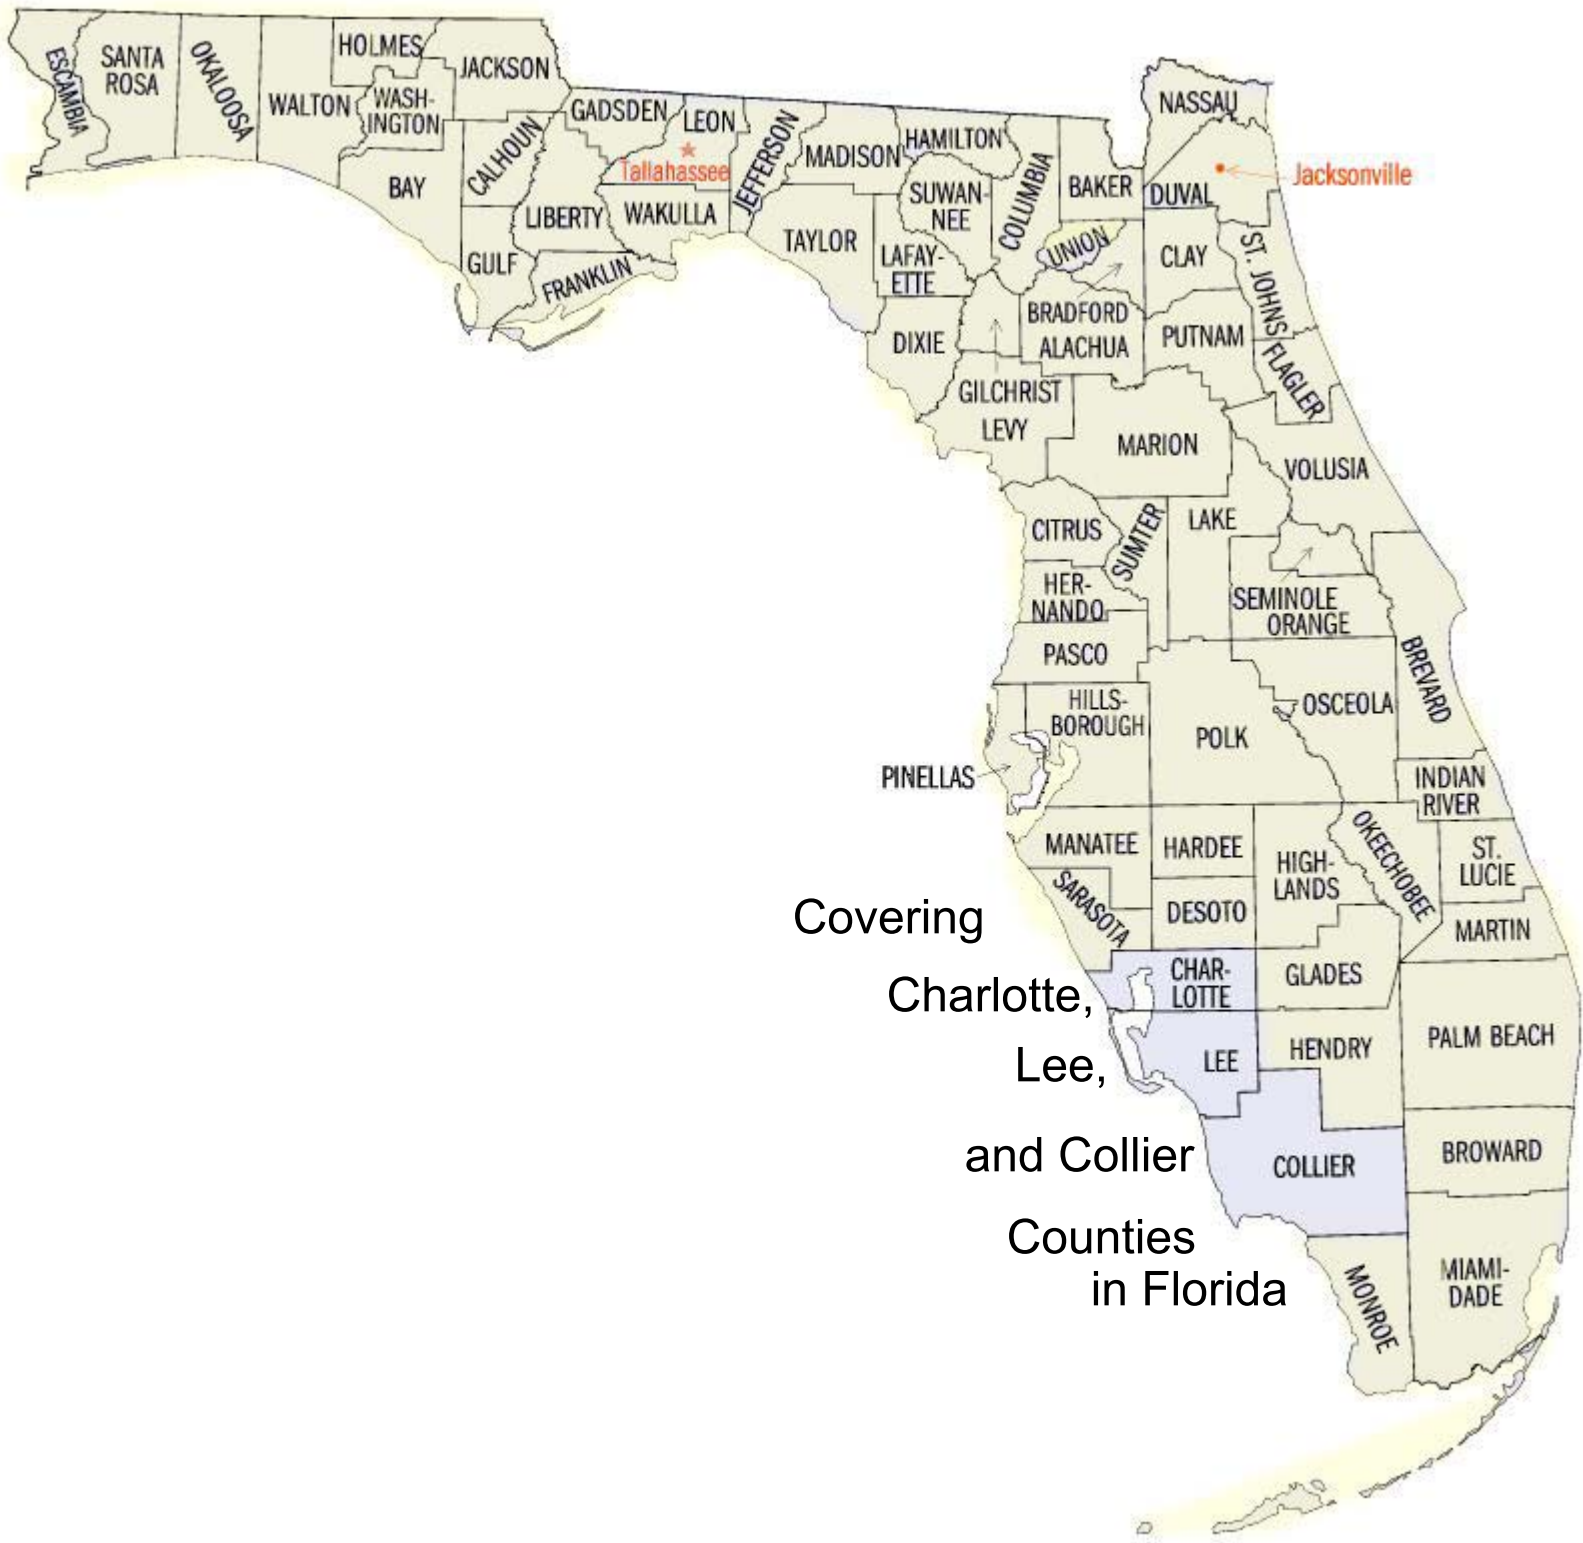 ESCAMBIA
SANTA
ROSA
OKALOOSA
WALTON
HOLMES
WASH-
INGTON
JACKSON
BAY
CALHOUN
GULF
GADSDEN
LIBERTY
FRANKLIN
LEON
Tallahassee
WAKULLA
JEFFERSON
MADISON
TAYLOR
HAMILTON
SUWAN-
NEE
LAFAY-
ETTE
DIXIE
COLUMBIA
BAKER
NASSAU
DUVAL
Jacksonville
UNION
CLAY
ST. JOHNS
BRADFORD
ALACHUA
PUTNAM
FLAGLER
GILCHRIST
LEVY
MARION
VOLUSIA
CITRUS
SUMTER
LAKE
HER-
NANDO
SEMINOLE
ORANGE
PASCO
BREVARD
HILLS-
BOROUGH
POLK
OSCEOLA
PINELLAS
INDIAN
RIVER
MANATEE
HARDEE
HIGH-
LANDS
OKEECHOBEE
ST.
LUCIE
SARASOTA
DESOTO
MARTIN
Covering
Charlotte,
Lee,
and Collier
Counties
in Florida
CHAR-
LOTTE
GLADES
LEE
HENDRY
PALM BEACH
COLLIER
BROWARD
MONROE
MIAMI-
DADE